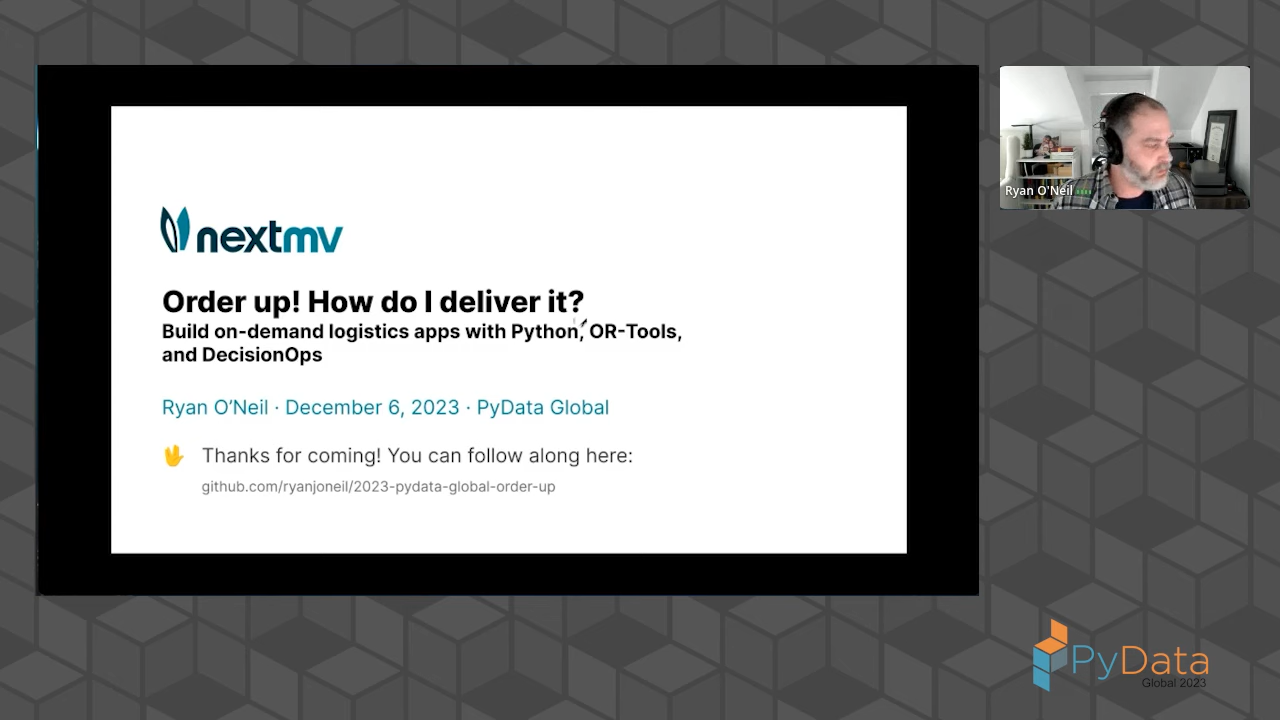 nextmv
Order up! How do I deliver it?
Build on-demand logistics apps with Python, OR-Tools,
and DecisionOps
Ryan O’Neil · December 6, 2023 · PyData Global
Thanks for coming! You can follow along here:
github.com/ryanjoneil/2023-pydata-global-order-up
Ryan O'Neil
PyData
Global 2023